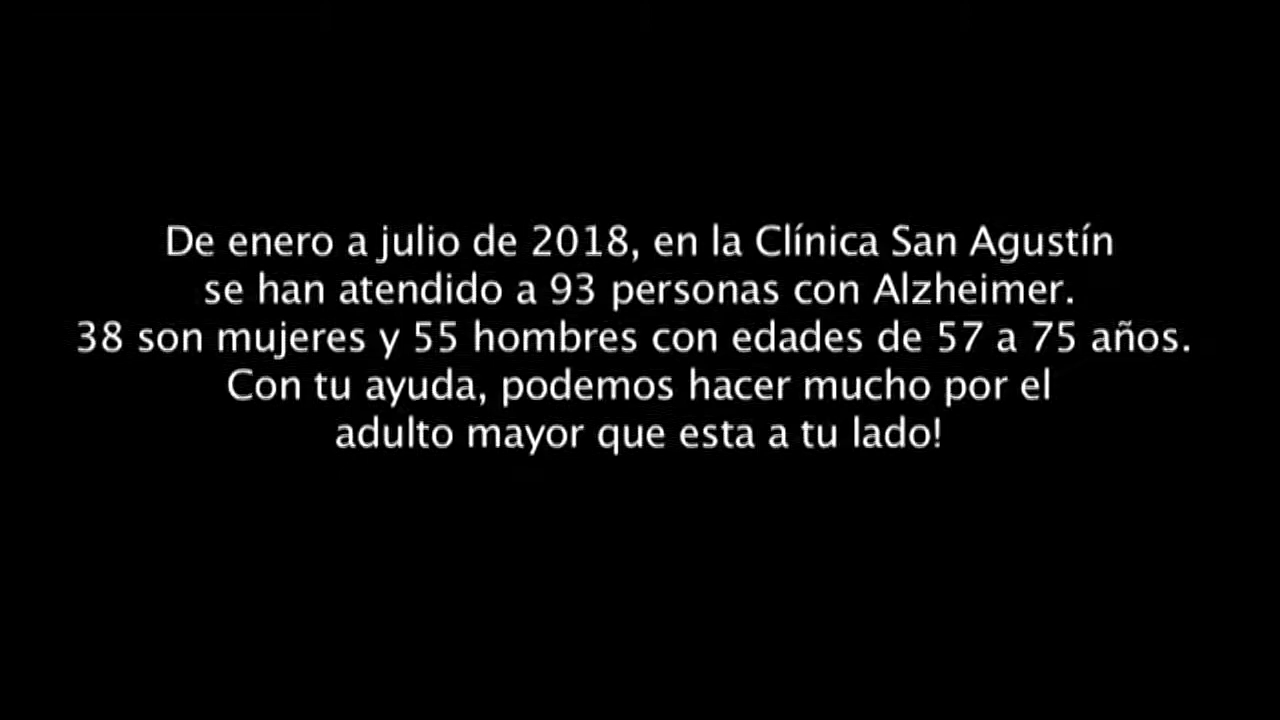 De enero a julio de 2018, en la Clínica San Agustín
se han atendido a 93 personas con Alzheimer.
38 son mujeres y 55 hombres con edades de 57 a 75 años.
Con tu ayuda, podemos hacer mucho por el
adulto mayor que esta a tu lado!